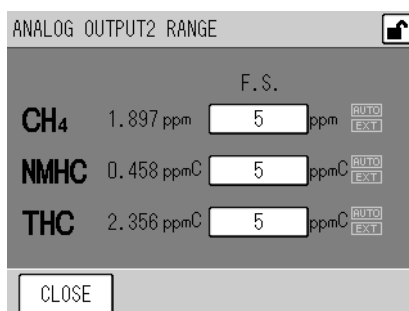 ANALOG OUTPUT2 RANGE
F.S.
CH4 1.897 ppm 5 ppm AUTO EXT
NMHC 0.458 ppmC 5 ppmC AUTO EXT
THC 2.356 ppmC 5 ppmC AUTO EXT
CLOSE